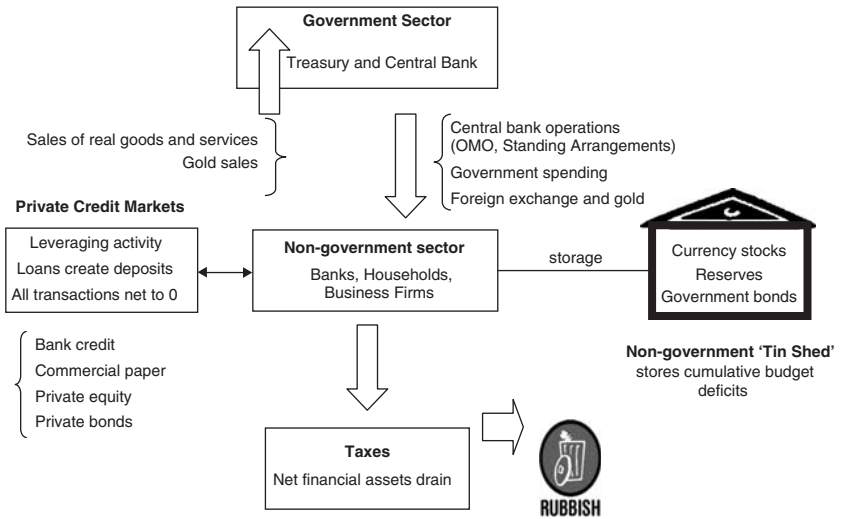 Government Sector
Treasury and Central Bank
Sales of real goods and services
Gold sales
Central bank operations
(OMO, Standing Arrangements)
Government spending
Foreign exchange and gold
Private Credit Markets
Leveraging activity
Loans create deposits
All transactions net to 0
Non-government sector
Banks, Households,
Business Firms
storage
Currency stocks
Reserves
Government bonds
Bank credit
Commercial paper
Private equity
Private bonds
Non-government ‘Tin Shed’
stores cumulative budget
deficits
Taxes
Net financial assets drain
RUBBISH